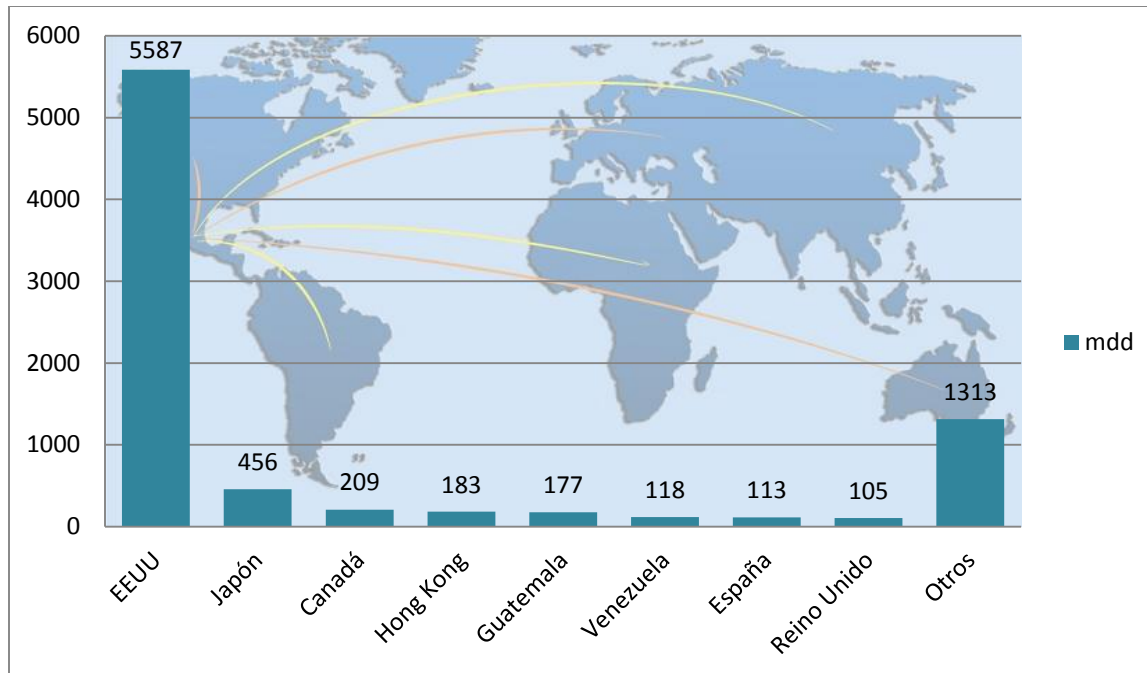 6000
5000
4000
3000
2000
1000
0
5587
456
209
183
177
118
113
105
1313
EEUU
Japón
Canadá
Hong Kong
Guatemala
Venezuela
España
Reino Unido
Otros
mdd